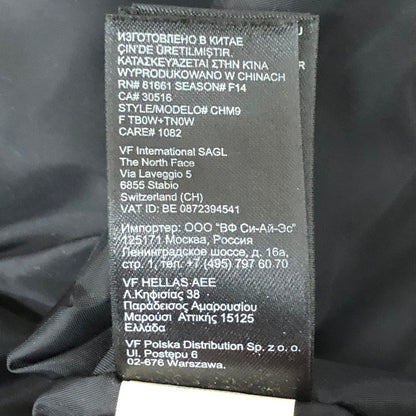 ИЗГОТОВЛЕНО В КИТАЕ
ÇIN'DE ÜRETILMIŞTIR.
ΚΑΤΑΣΚΕΥΑΖΕΤΑΙ ΣΤΗΝ ΚΙΝΑ
WYPRODUKOWANO W CHINACH
RN# 61661 SEASON# F14
CA# 30516
STYLE/MODELO# CHM9
F TB0W+TN0W
CARE# 1082
VF International SAGL
The North Face
Via Laveggio 5
6855 Stabio
Switzerland (CH)
VAT ID: BE 0872394541
Импортер: ООО "ВФ Си-Ай-Эс"
125171 Москва, Россия
Ленинградское шоссе, д. 16а,
стр. 1, тел. +7 (495) 797 60 70
VF HELLAS AEE
Λ.Κηφισίας 38
Παράδεισος Αμαρουσίου
Μαρούσι Αττικής 15125
Ελλάδα
VF Polska Distribution Sp. z o. o.
Ul. Postępu 6
02-676 Warszawa.